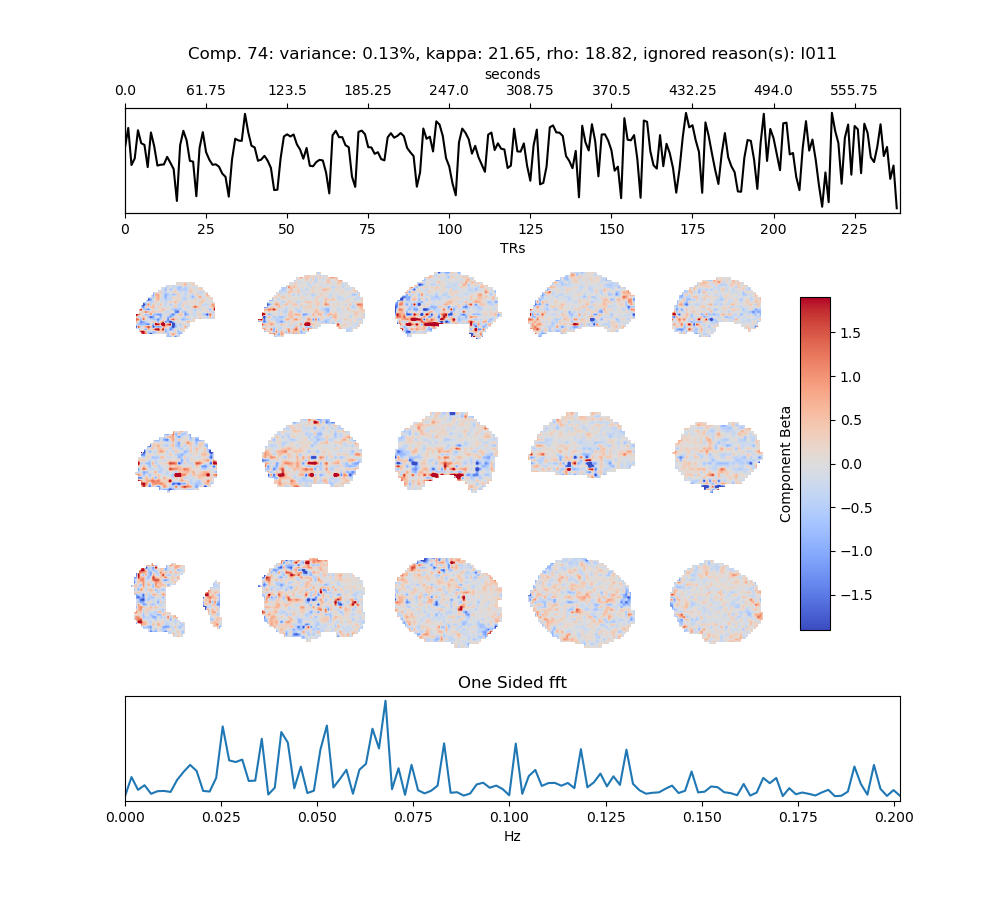 Comp. 74: variance: 0.13%, kappa: 21.65, rho: 18.82, ignored reason(s): I011
seconds
0.0 61.75 123.5 185.25 247.0 308.75 370.5 432.25 494.0 555.75
0 25 50 75 100 125 150 175 200 225
TRs
1.5
1.0
0.5
0.0
−0.5
−1.0
−1.5
Component Beta
One Sided fft
0.000 0.025 0.050 0.075 0.100 0.125 0.150 0.175 0.200
Hz